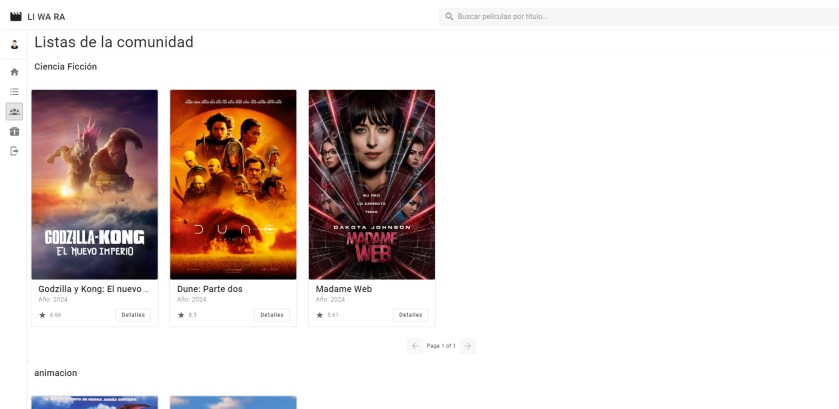 LI WA RA
Buscar películas por título...
Listas de la comunidad
Ciencia Ficción
GODZILLA-KONG
EL NUEVO IMPERIO
DUNE
SU RED
LO CONECTA
TODO
DAKOTA JOHNSON
MADAME
WEB
Godzilla y Kong: El nuevo ...
Año: 2024
6.66
Detalles
Dune: Parte dos
Año: 2024
8.3
Detalles
Madame Web
Año: 2024
5.61
Detalles
Page 1 of 1
animacion